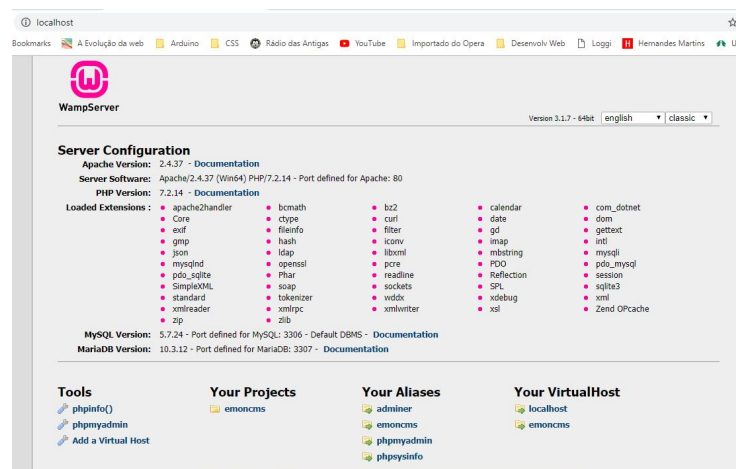 localhost
Bookmarks A Evolução da web Arduino CSS Rádio das Antigas YouTube Importado do Opera Desenvolv Web Loggi Hernandes Martins
WampServer
Version 3.1.7 - 64bit english classic
Server Configuration
Apache Version: 2.4.37 - Documentation
Server Software: Apache/2.4.37 (Win64) PHP/7.2.14 - Port defined for Apache: 80
PHP Version: 7.2.14 - Documentation
Loaded Extensions : apache2handler bcmath bz2 calendar com_dotnet
Core ctype curl date dom
exif fileinfo filter gd gettext
gmp hash iconv imap intl
json ldap libxml mbstring mysqli
mysqlnd openssl pcre PDO pdo_mysql
pdo_sqlite Phar readline Reflection session
SimpleXML soap sockets SPL sqlite3
standard tokenizer wddx xdebug xml
xmlreader xmlrpc xmlwriter xsl Zend OPcache
zip zlib
MySQL Version: 5.7.24 - Port defined for MySQL: 3306 - Default DBMS - Documentation
MariaDB Version: 10.3.12 - Port defined for MariaDB: 3307 - Documentation
Tools Your Projects Your Aliases Your VirtualHost
phpinfo() emoncms adminer localhost
phpmyadmin emoncms emoncms
Add a Virtual Host phpmyadmin
phpsysinfo